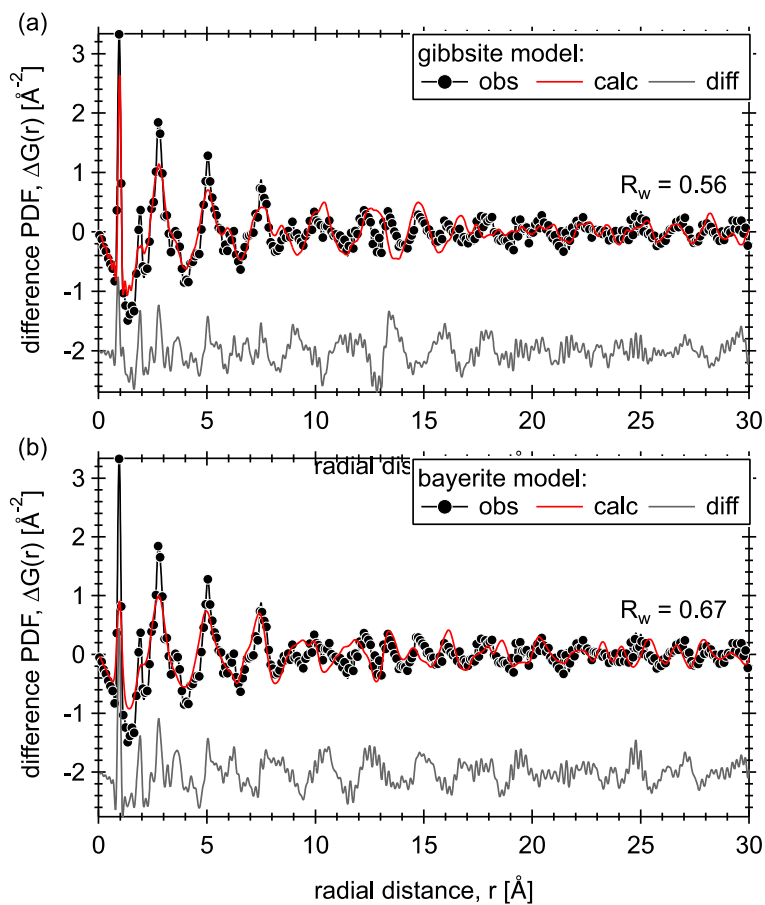 (a)
gibbsite model:
obs calc diff
R_w = 0.56
difference PDF, ΔG(r) [Å⁻²]
3
2
1
0
-1
-2
0 5 10 15 20 25 30
(b)
radial dist
bayerite model:
obs calc diff
R_w = 0.67
difference PDF, ΔG(r) [Å⁻²]
3
2
1
0
-1
-2
0 5 10 15 20 25 30
radial distance, r [Å]